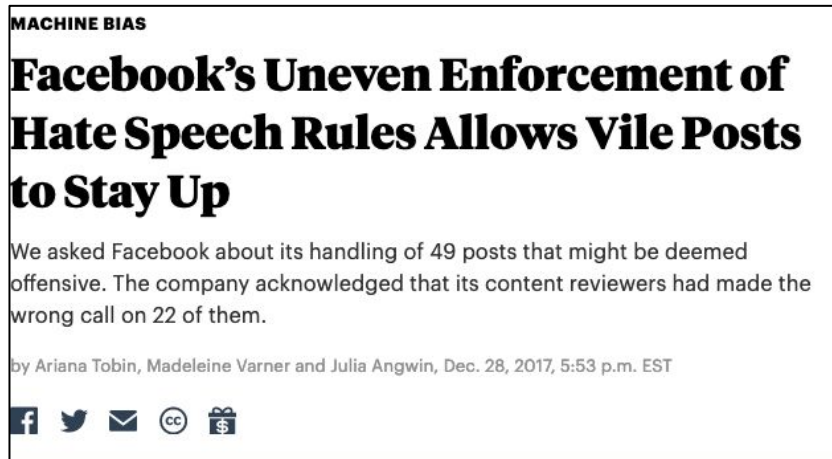 MACHINE BIAS
Facebook's Uneven Enforcement of
Hate Speech Rules Allows Vile Posts
to Stay Up
We asked Facebook about its handling of 49 posts that might be deemed
offensive. The company acknowledged that its content reviewers had made the
wrong call on 22 of them.
by Ariana Tobin, Madeleine Varner and Julia Angwin, Dec. 28, 2017, 5:53 p.m. EST
f cc $